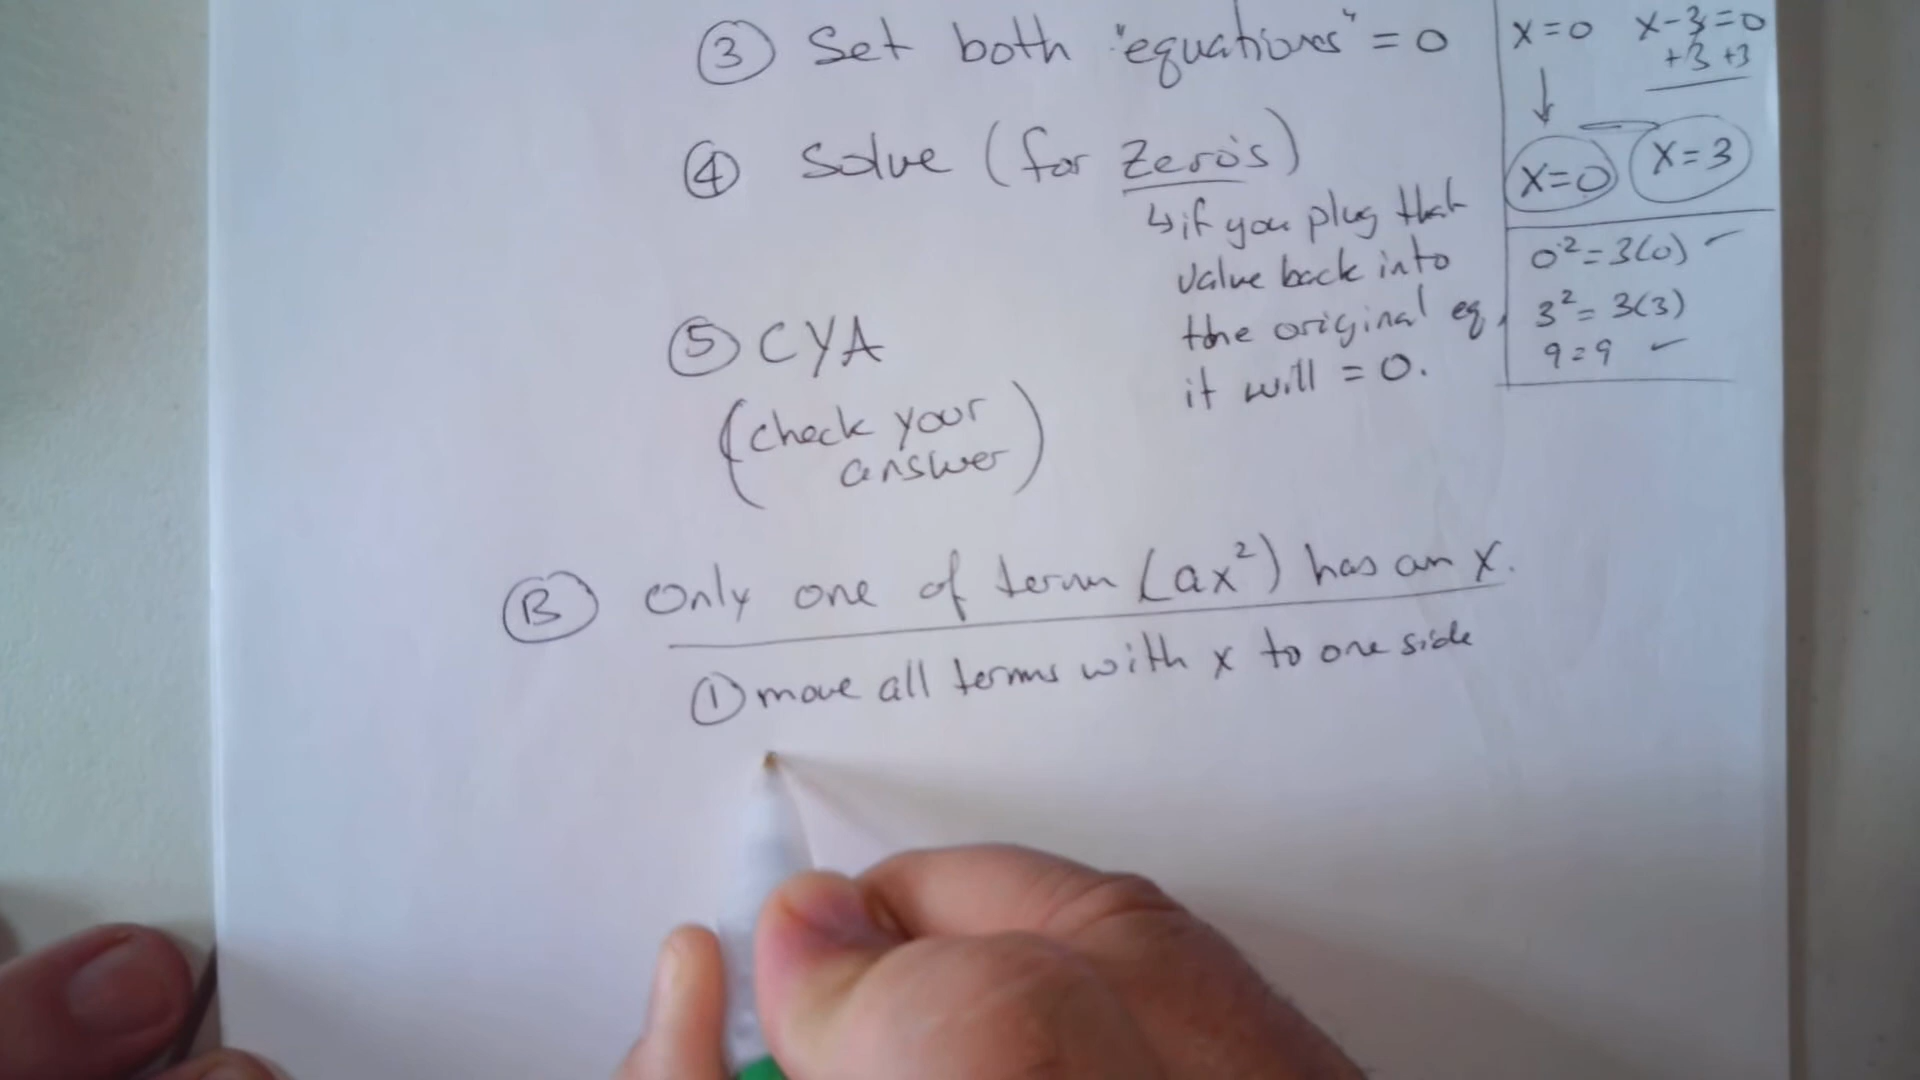 ③ Set both "equations" = 0
④ Solve (for zero's)
↳ if you plug that
value back into
the original eq.
it will = 0.
⑤ CYA
(check your
answer)
x=0 x-3=0
+3 +3
↓
x=0 x=3
0²=3(0) ✓
3²=3(3)
9=9 ✓
Ⓑ Only one of term (ax²) has an x.
① move all terms with x to one side